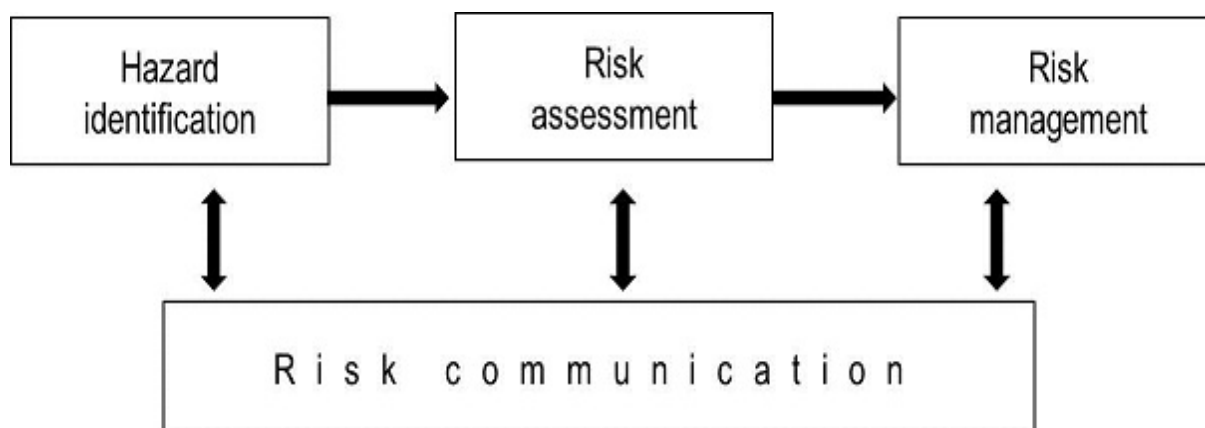 Hazard
identification
Risk
assessment
Risk
management
Risk communication